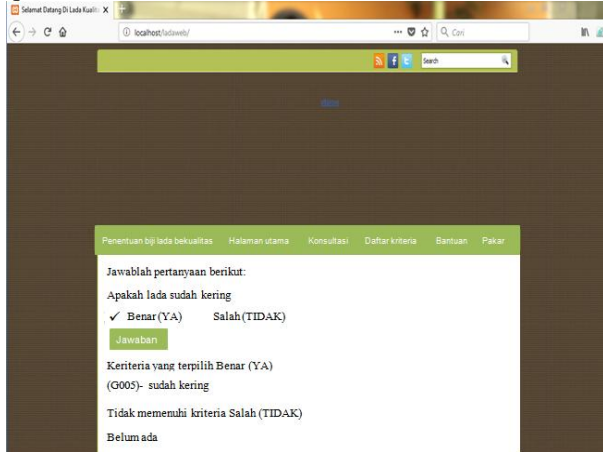 Selamat Datang Di Lada Kualit
localhost/ladaweb/
Cari
Search
Penentuan biji lada bekualitas Halaman utama Konsultasi Daftar kriteria Bantuan Pakar
Jawablah pertanyaan berikut:
Apakah lada sudah kering
✓ Benar (YA) Salah (TIDAK)
Jawaban
Keriteria yang terpilih Benar (YA)
(G005)- sudah kering
Tidak memenuhi kriteria Salah (TIDAK)
Belum ada